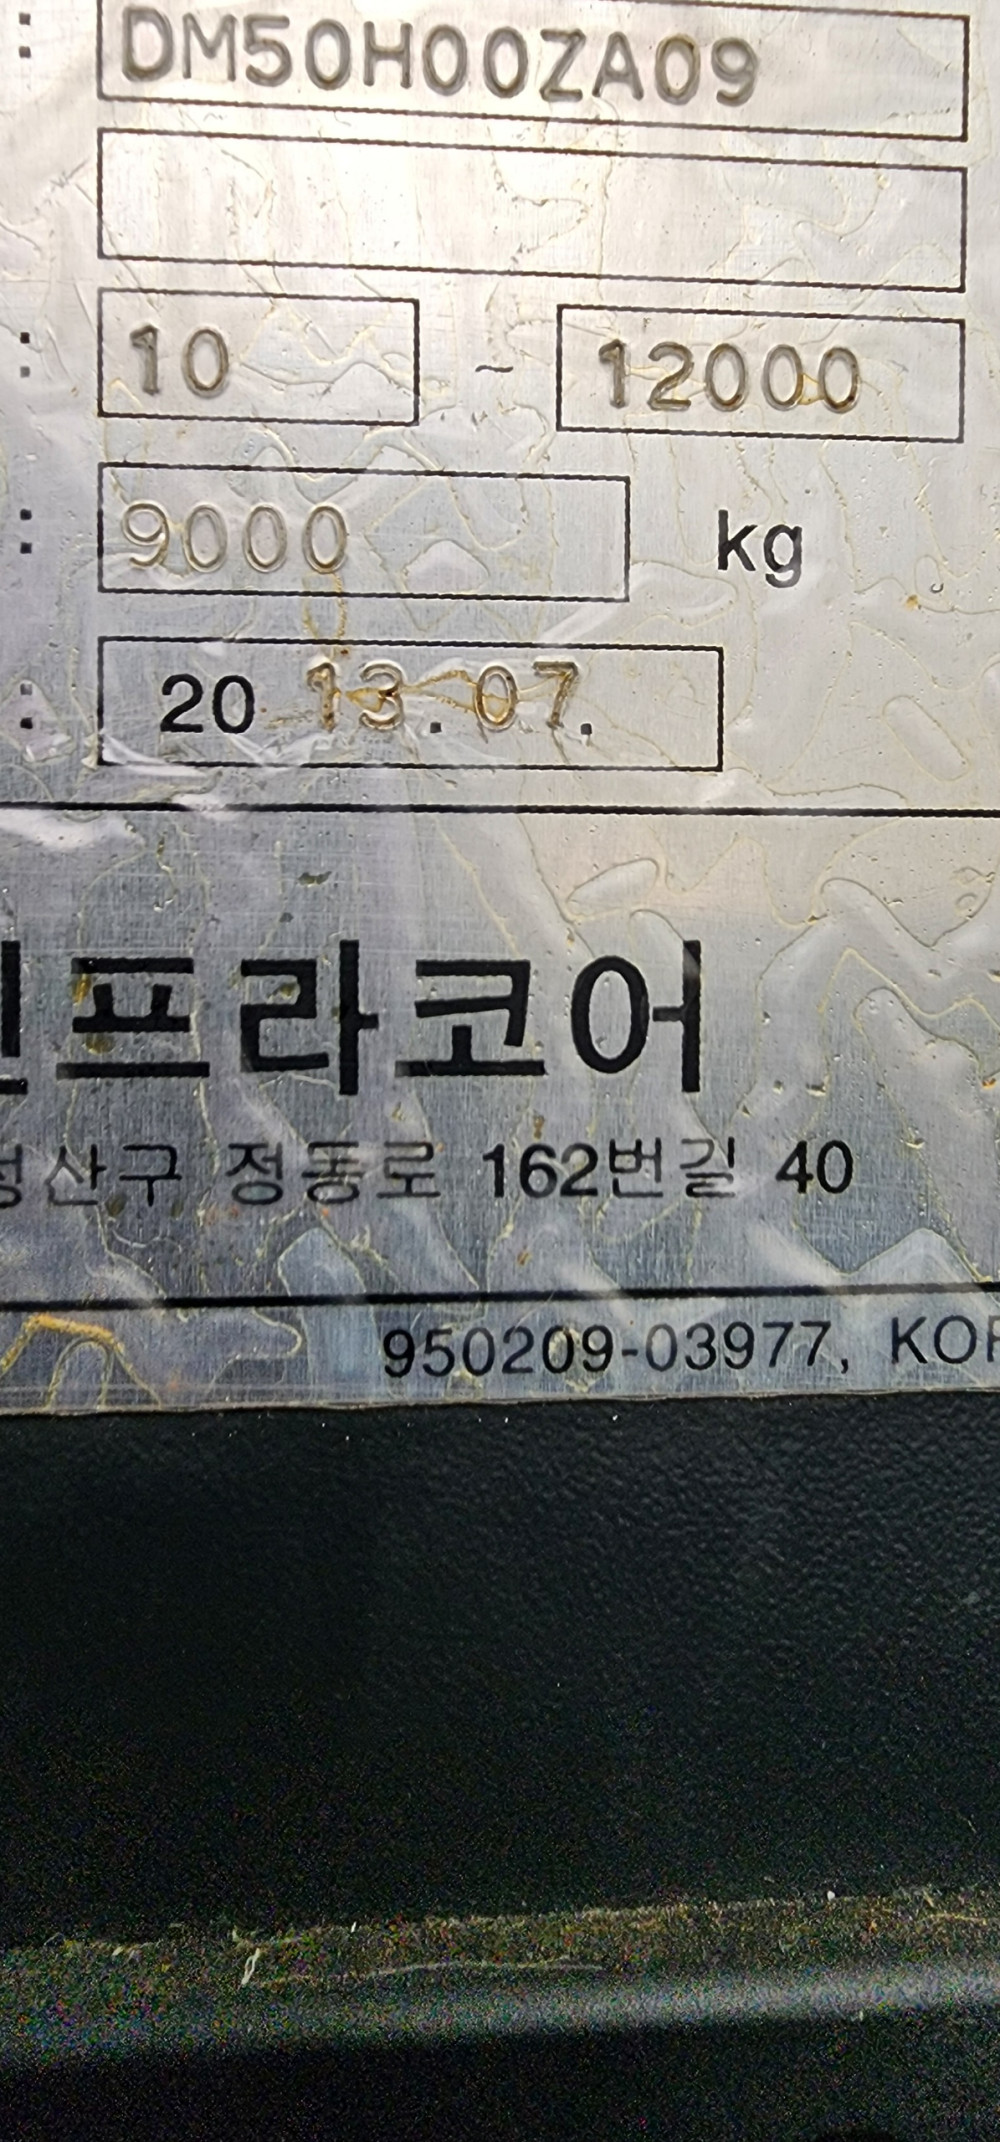 : DM50H00ZA09
: 10 ~ 12000
: 9000 kg
: 20 13.07.
프라코어
산구 정동로 162번길 40
950209-03977,